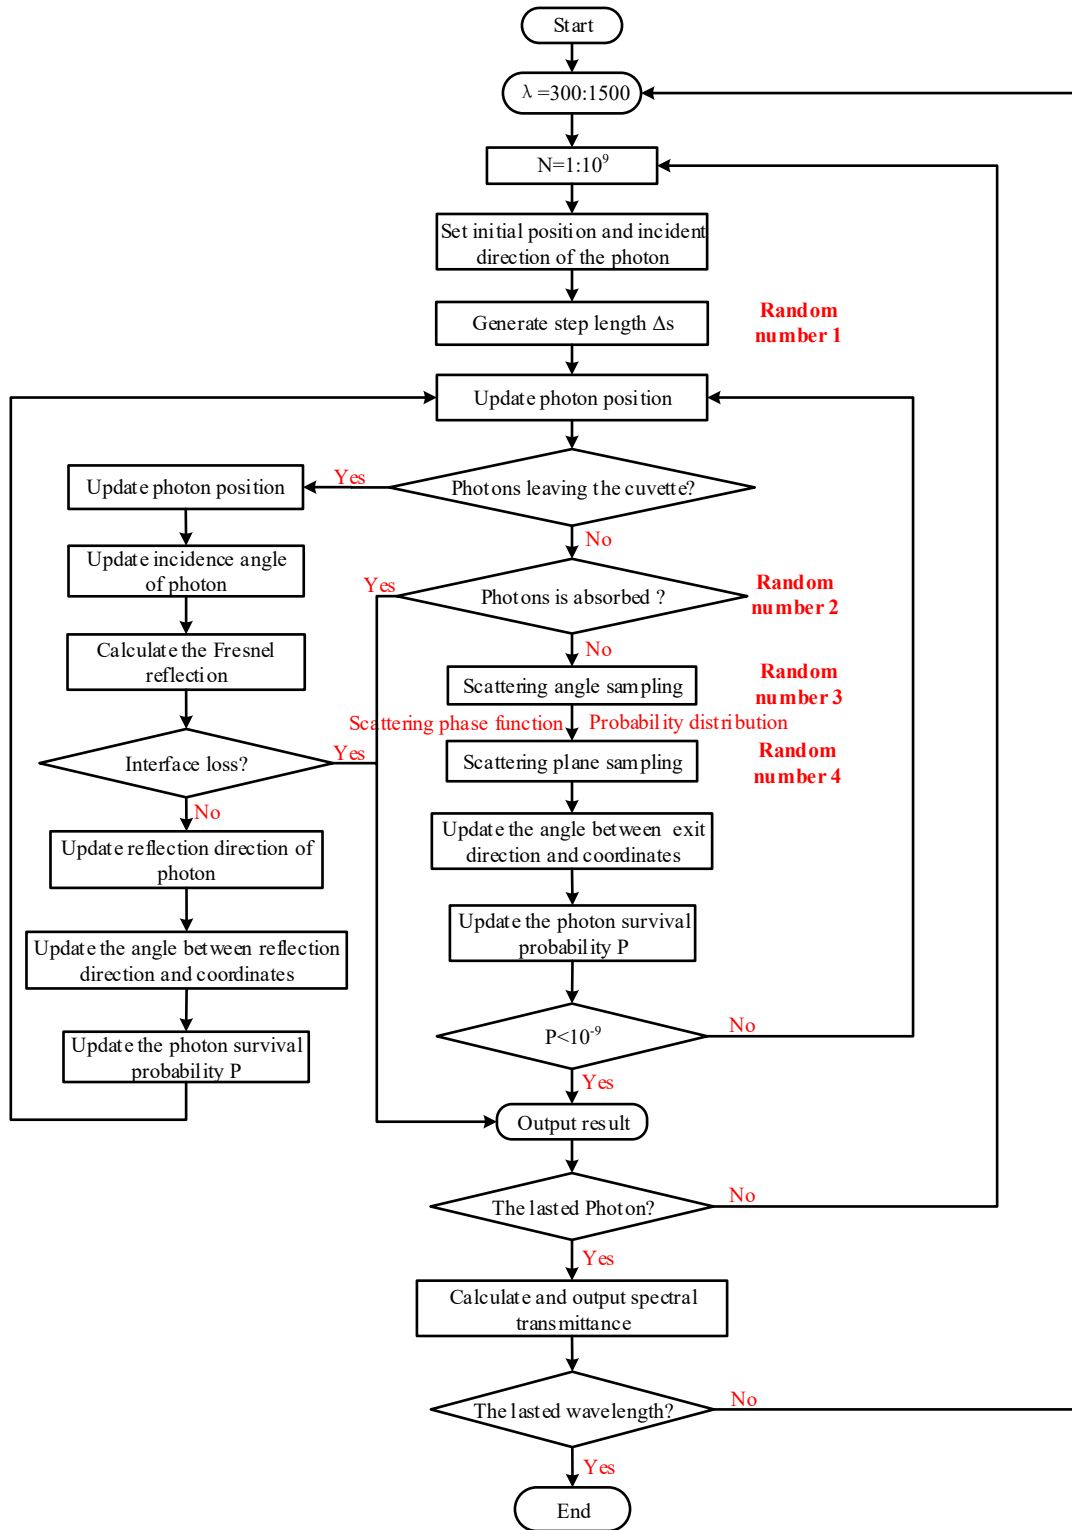 Start
λ=300:1500
N=1:10⁹
Set initial position and incident
direction of the photon
Generate step length Δs
Random
number 1
Update photon position
Photons leaving the cuvette?
Yes
Update photon position
No
Update incidence angle
of photon
Yes
Photons is absorbed ?
Random
number 2
No
Calculate the Fresnel
reflection
Scattering angle sampling
Random
number 3
Scattering phase function
Probability distribution
Interface loss?
Yes
Scattering plane sampling
Random
number 4
No
Update reflection direction of
photon
Update the angle between exit
direction and coordinates
Update the angle between reflection
direction and coordinates
Update the photon survival
probability P
Update the photon survival
probability P
P<10⁻⁹
No
Yes
Output result
The lasted Photon?
No
Yes
Calculate and output spectral
transmittance
The lasted wavelength?
No
Yes
End